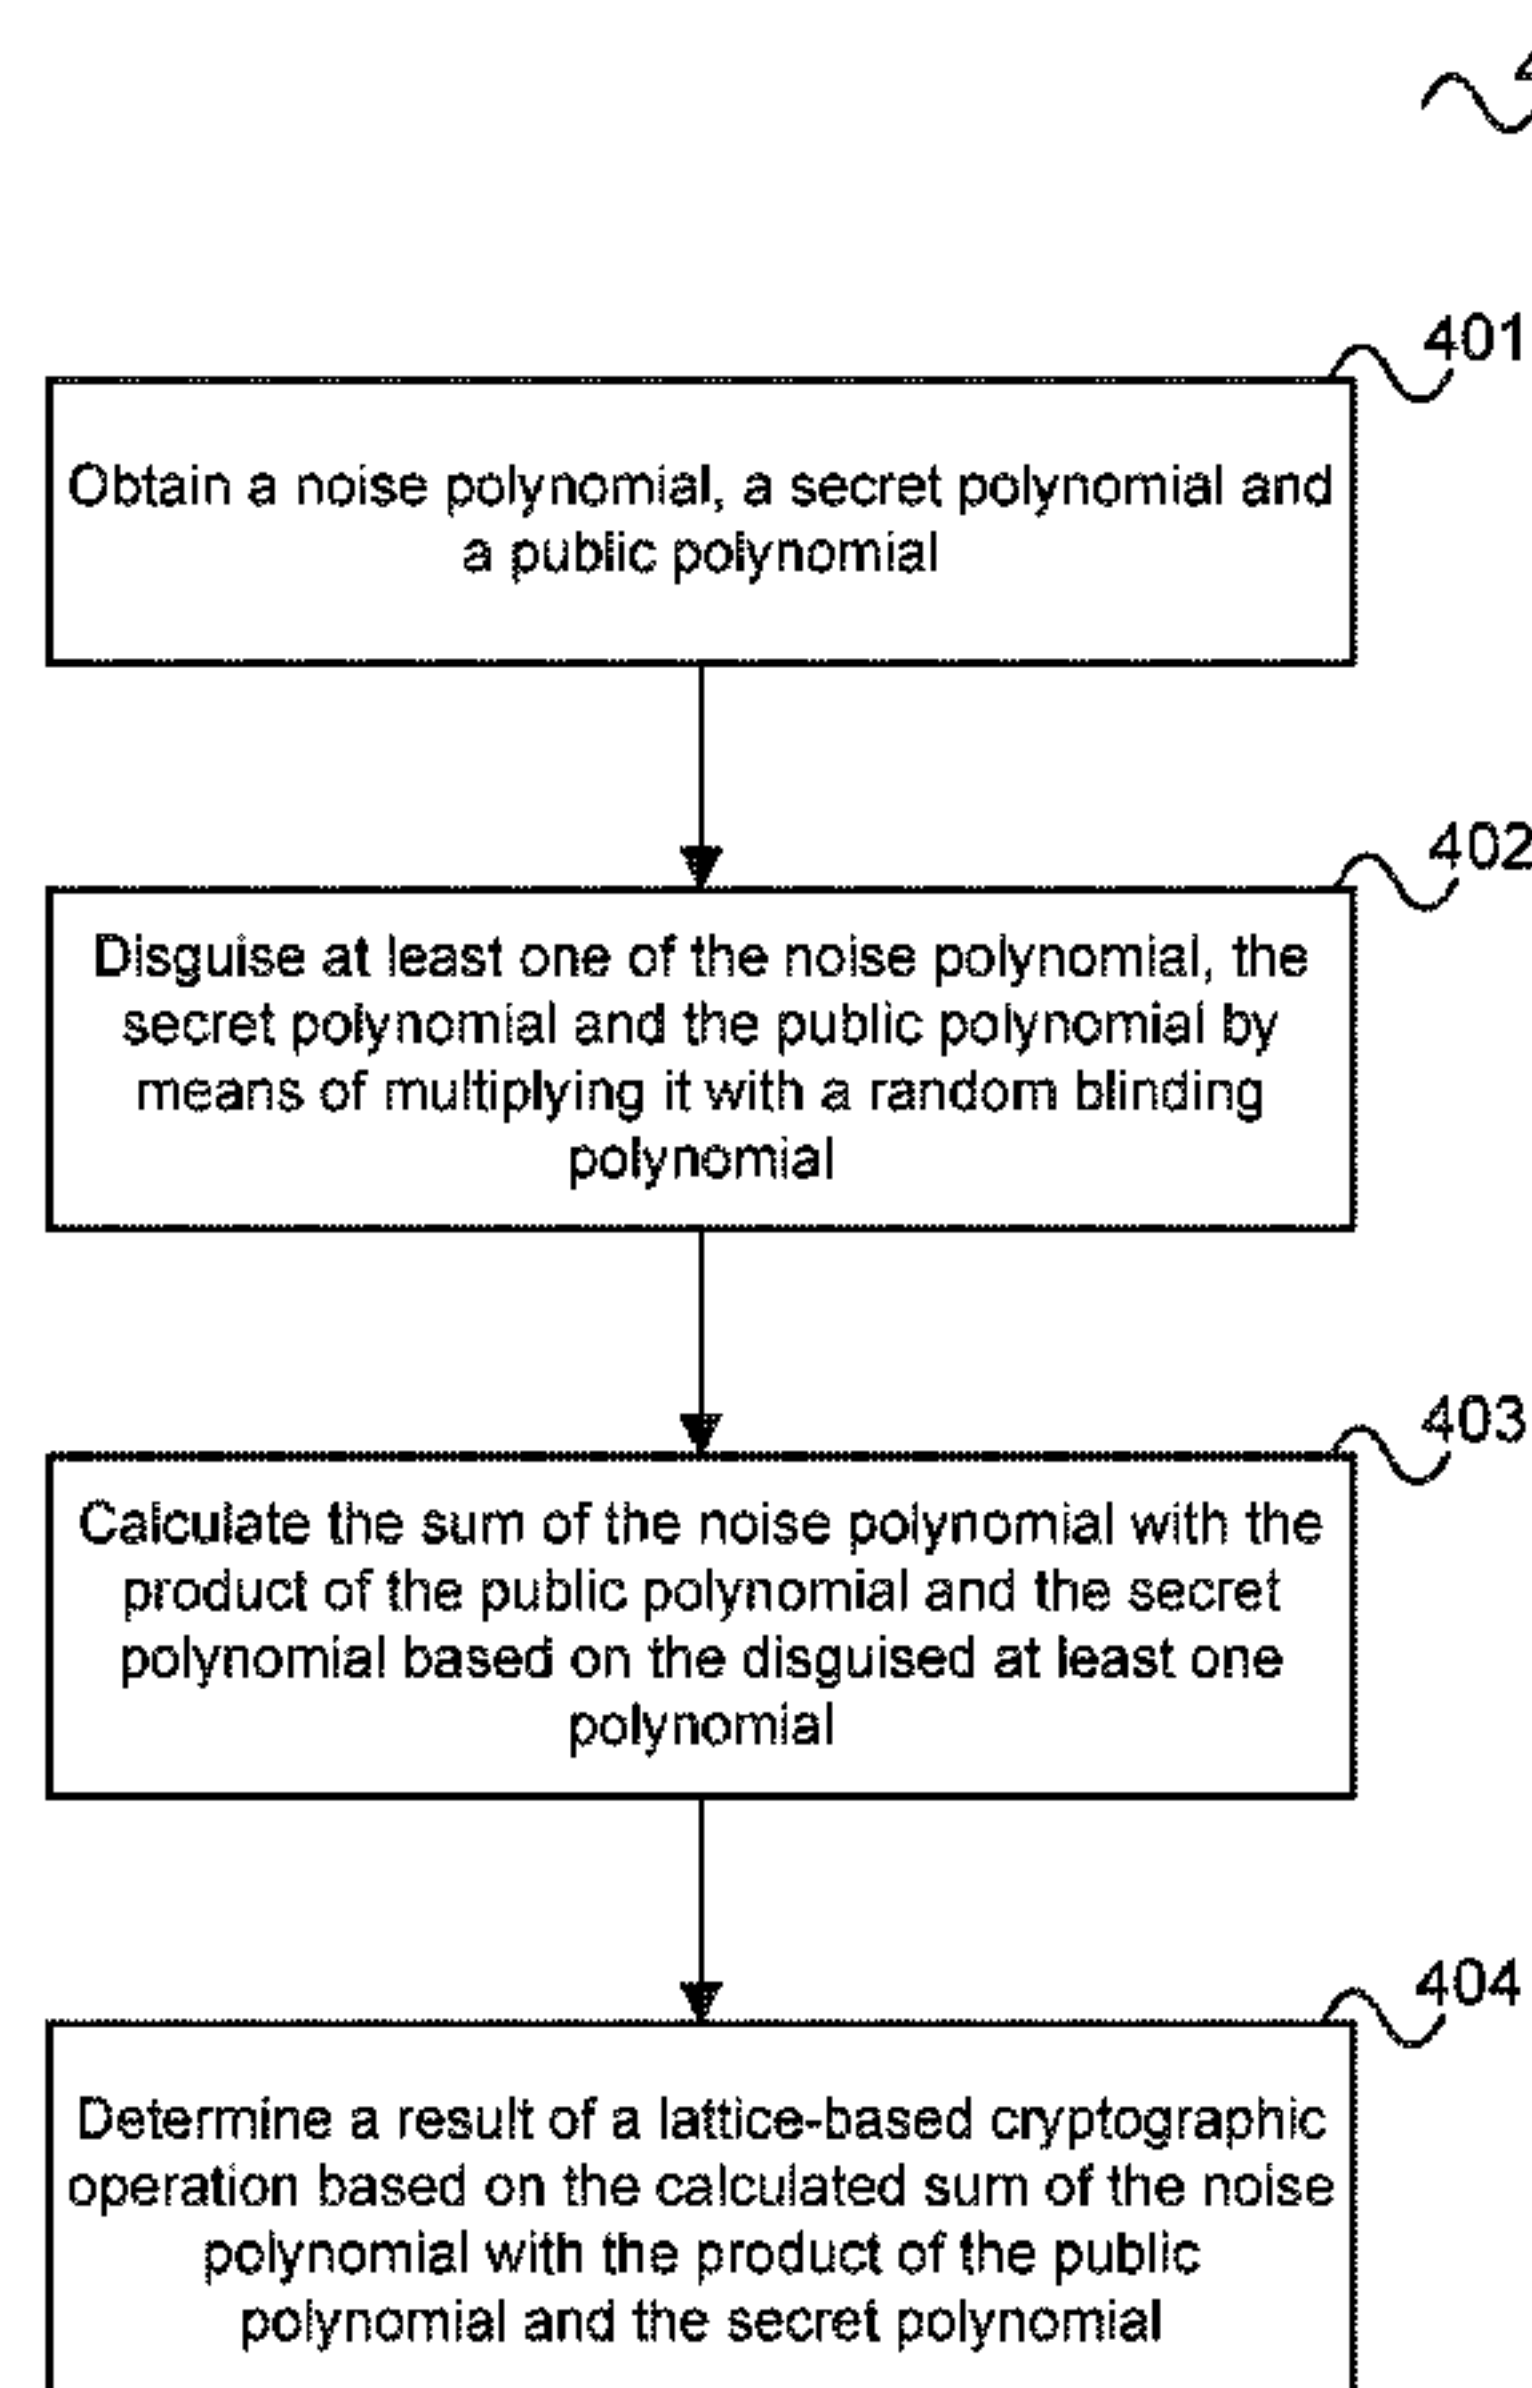 401
Obtain a noise polynomial, a secret polynomial and
a public polynomial
402
Disguise at least one of the noise polynomial, the
secret polynomial and the public polynomial by
means of multiplying it with a random blinding
polynomial
403
Calculate the sum of the noise polynomial with the
product of the public polynomial and the secret
polynomial based on the disguised at least one
polynomial
404
Determine a result of a lattice-based cryptographic
operation based on the calculated sum of the noise
polynomial with the product of the public
polynomial and the secret polynomial